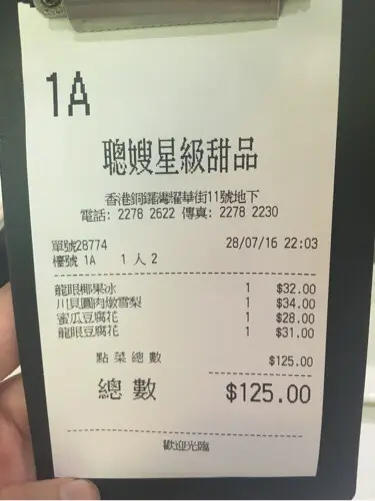 1A
聰嫂星級甜品
香港銅鑼灣耀華街11號地下
電話: 2278 2622 傳真: 2278 2230
單號28774 28/07/16 22:03
檯號 1A 1 人 2
龍眼椰果冰 1 $32.00
川貝圓肉燉雪梨 1 $34.00
蜜瓜豆腐花 1 $28.00
龍眼豆腐花 1 $31.00
點菜總數 $125.00
總數 $125.00
歡迎光臨